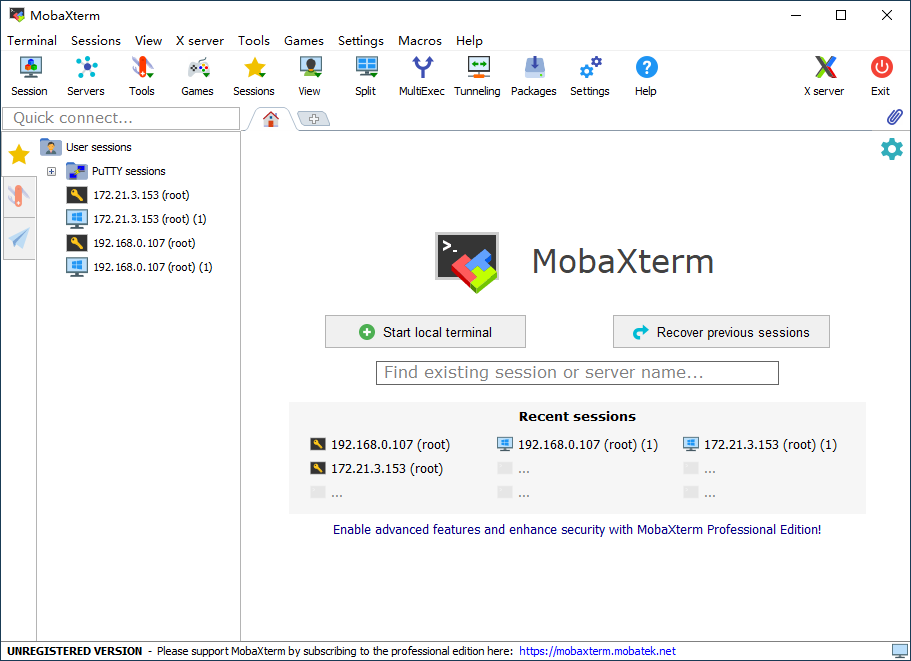 MobaXterm
Terminal Sessions View X server Tools Games Settings Macros Help
Session Servers Tools Games Sessions View Split MultiExec Tunneling Packages Settings Help X server Exit
Quick connect...
User sessions
PuTTY sessions
172.21.3.153 (root)
172.21.3.153 (root) (1)
192.168.0.107 (root)
192.168.0.107 (root) (1)
>_
MobaXterm
Start local terminal Recover previous sessions
Find existing session or server name...
Recent sessions
192.168.0.107 (root) 192.168.0.107 (root) (1) 172.21.3.153 (root) (1)
172.21.3.153 (root) ... ...
... ... ...
Enable advanced features and enhance security with MobaXterm Professional Edition!
UNREGISTERED VERSION - Please support MobaXterm by subscribing to the professional edition here: https://mobaxterm.mobatek.net